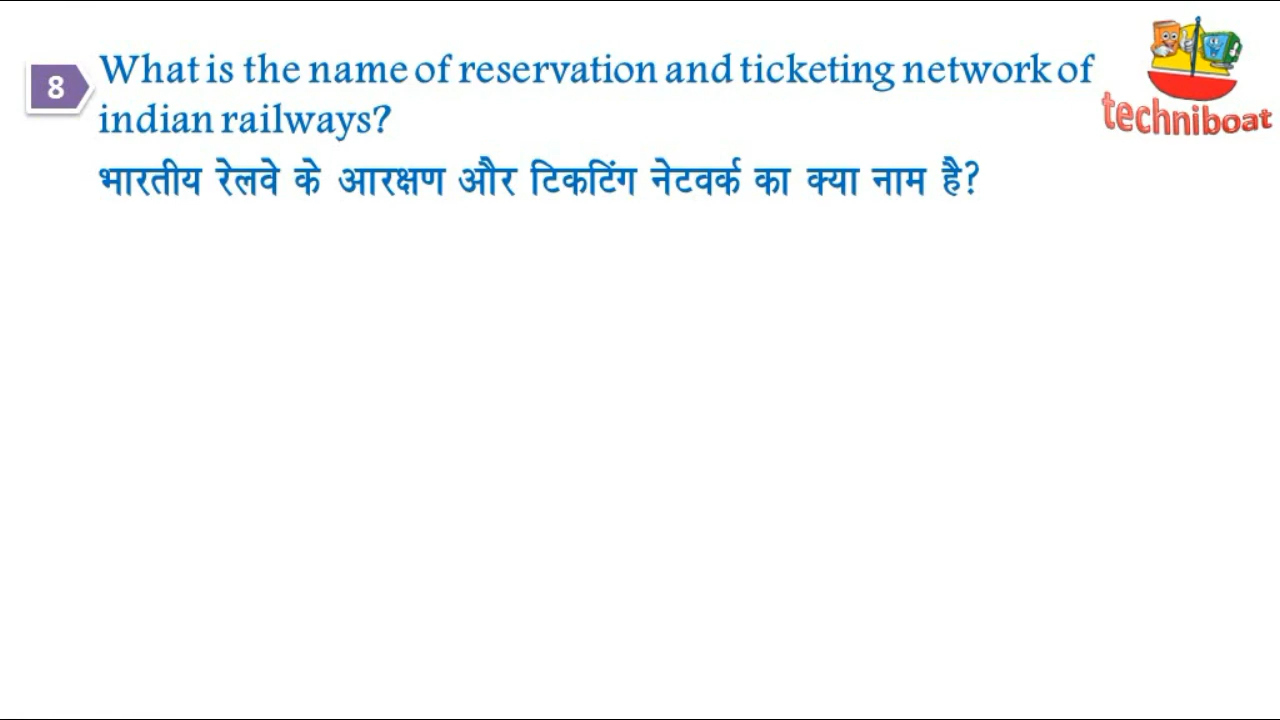 8
What is the name of reservation and ticketing network of
indian railways?
भारतीय रेलवे के आरक्षण और टिकटिंग नेटवर्क का क्या नाम है?
techniboat